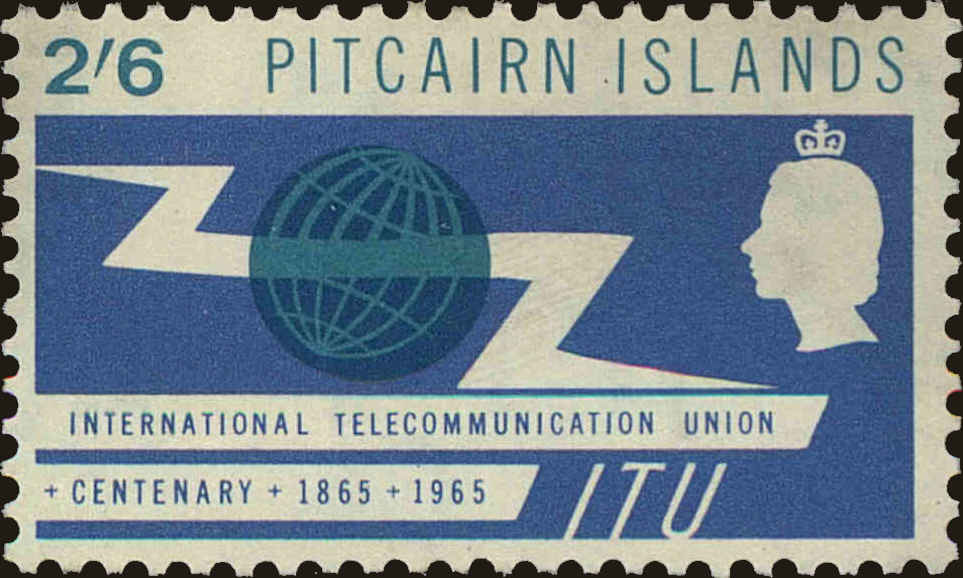 2/6 PITCAIRN ISLANDS
INTERNATIONAL TELECOMMUNICATION UNION
+ CENTENARY + 1865 + 1965
ITU